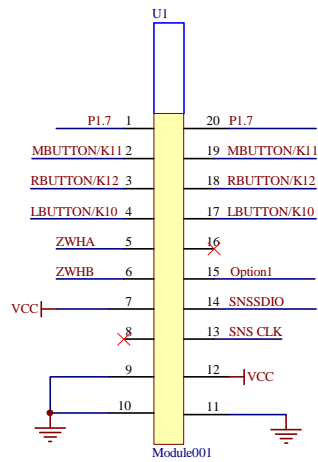 U1
P1.7 1 20 P1.7
MBUTTON/K11 2 19 MBUTTON/K11
RBUTTON/K12 3 18 RBUTTON/K12
LBUTTON/K10 4 17 LBUTTON/K10
ZWHA 5 16
ZWHB 6 15 Option1
VCC 7 14 SNSSDIO
8 13 SNS CLK
9 12 VCC
10 11
Module001